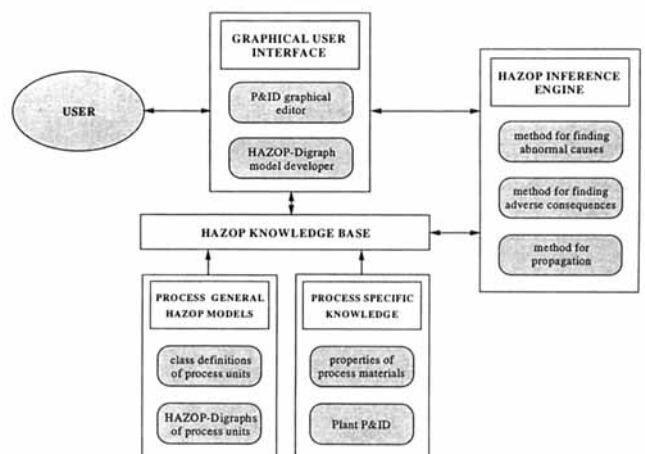 GRAPHICAL USER
INTERFACE
P&ID graphical
editor
HAZOP-Digraph
model developer
USER
HAZOP INFERENCE
ENGINE
method for finding
abnormal causes
method for finding
adverse consequences
method for
propagation
HAZOP KNOWLEDGE BASE
PROCESS GENERAL
HAZOP MODELS
class definitions
of process units
HAZOP-Digraphs
of process units
PROCESS SPECIFIC
KNOWLEDGE
properties of
process materials
Plant P&ID